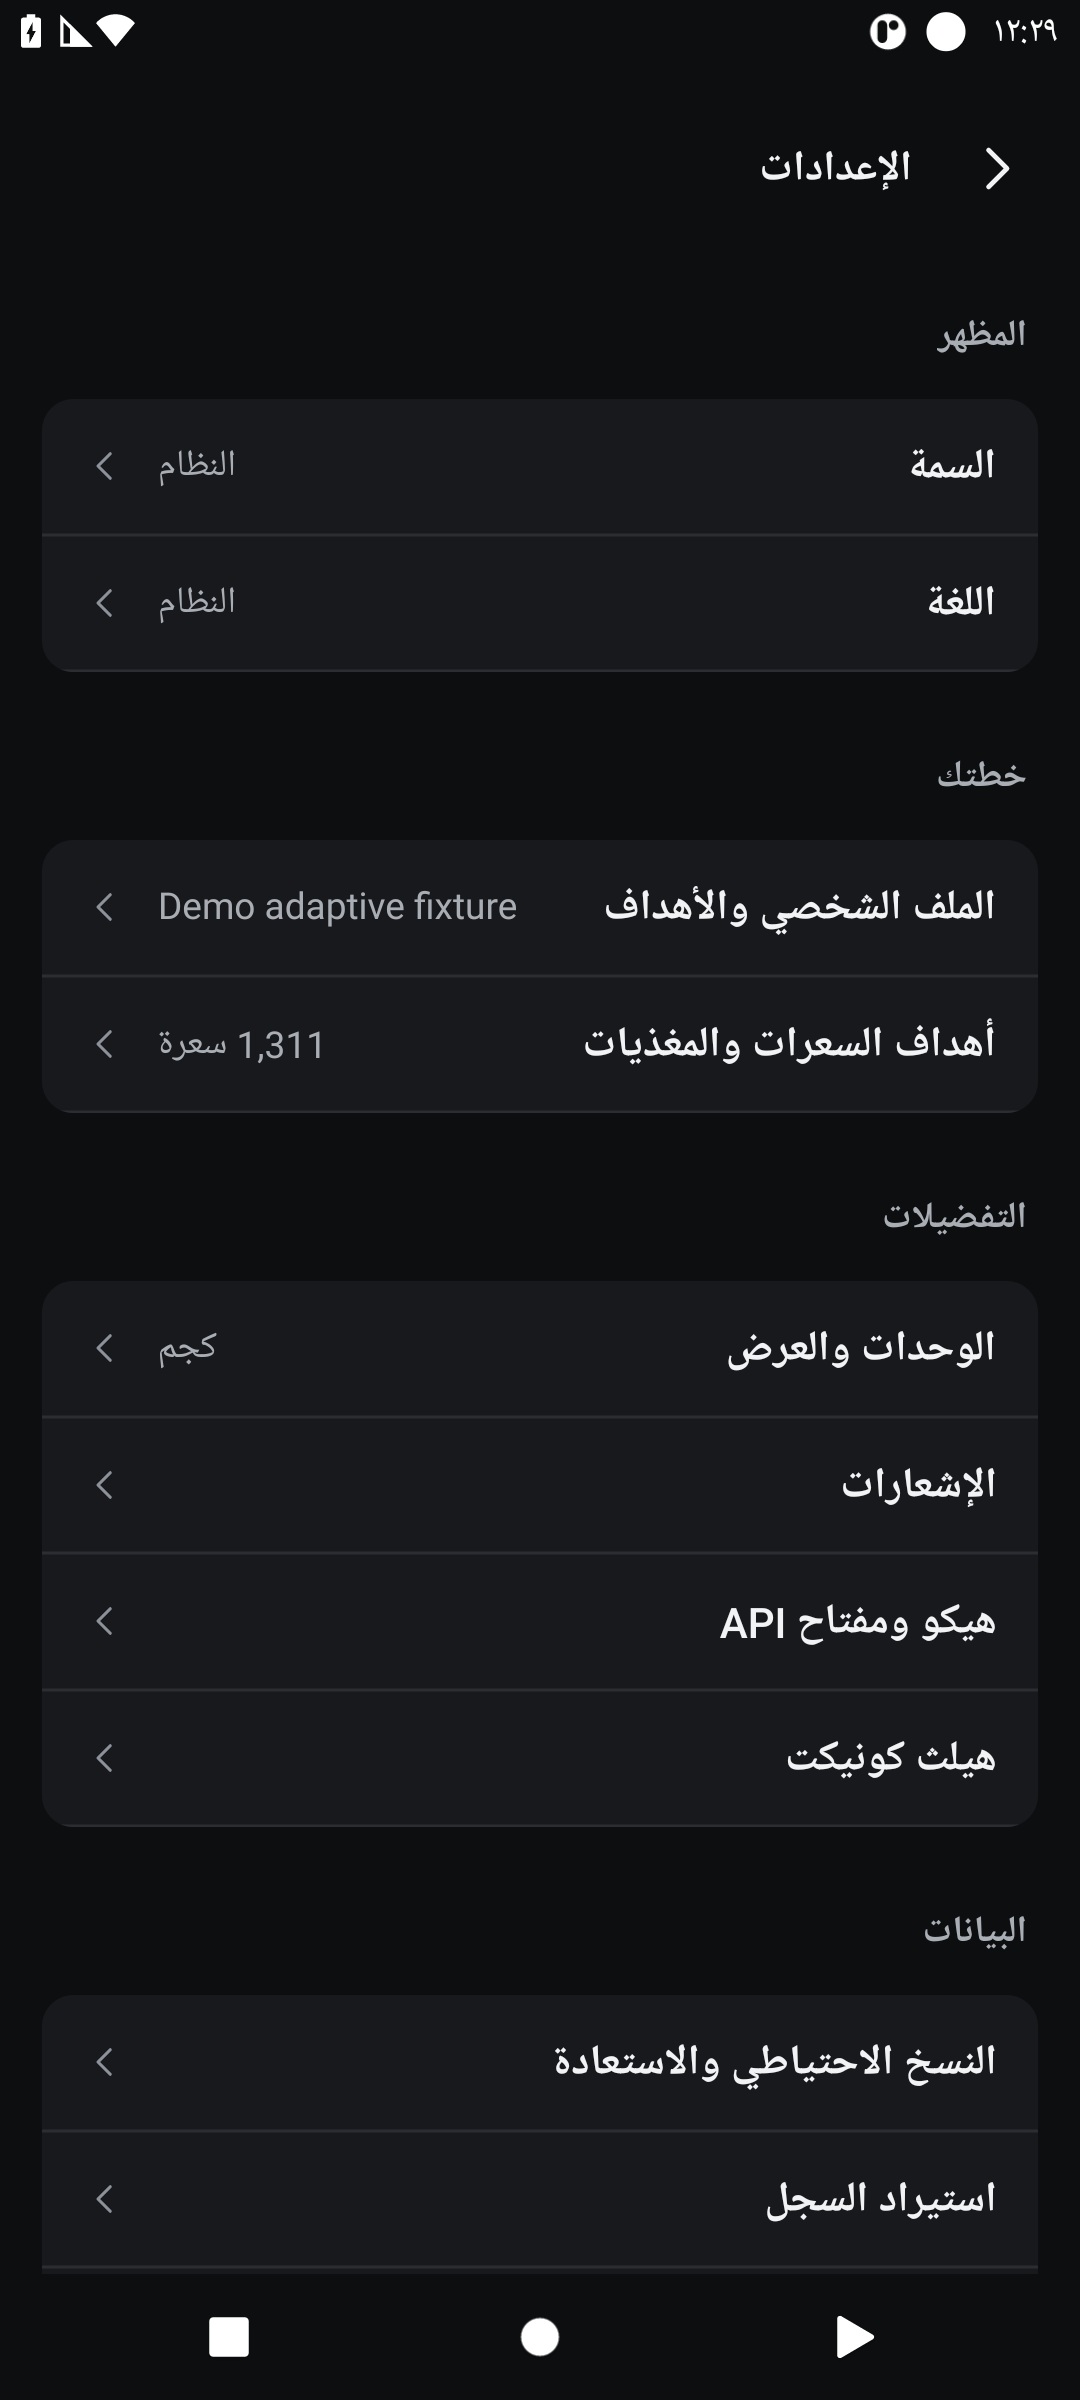 ١٢:٢٩
الإعدادات
المظهر
السمة النظام
اللغة النظام
خطتك
الملف الشخصي والأهداف Demo adaptive fixture
أهداف السعرات والمغذيات 1,311 سعرة
التفضيلات
الوحدات والعرض كجم
الإشعارات
هيكو ومفتاح API
هيلث كونيكت
البيانات
النسخ الاحتياطي والاستعادة
استيراد السجل